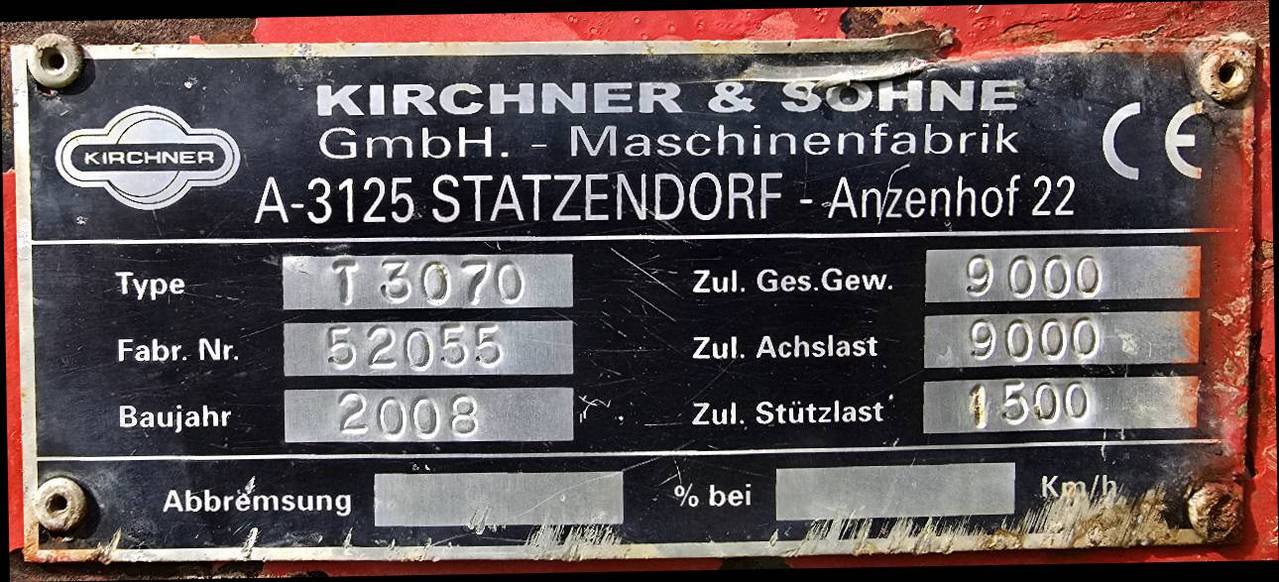 KIRCHNER
KIRCHNER & SÖHNE
GmbH. - Maschinenfabrik
A-3125 STATZENDORF - Anzenhof 22
CE
Type T 3070 Zul. Ges.Gew. 9000
Fabr. Nr. 52055 Zul. Achslast 9000
Baujahr 2008 Zul. Stützlast 1500
Abbremsung % bei Km/h